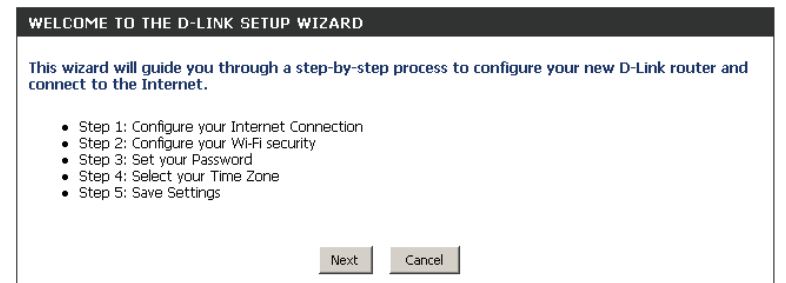 WELCOME TO THE D-LINK SETUP WIZARD
This wizard will guide you through a step-by-step process to configure your new D-Link router and
connect to the Internet.
• Step 1: Configure your Internet Connection
• Step 2: Configure your Wi-Fi security
• Step 3: Set your Password
• Step 4: Select your Time Zone
• Step 5: Save Settings
Next Cancel